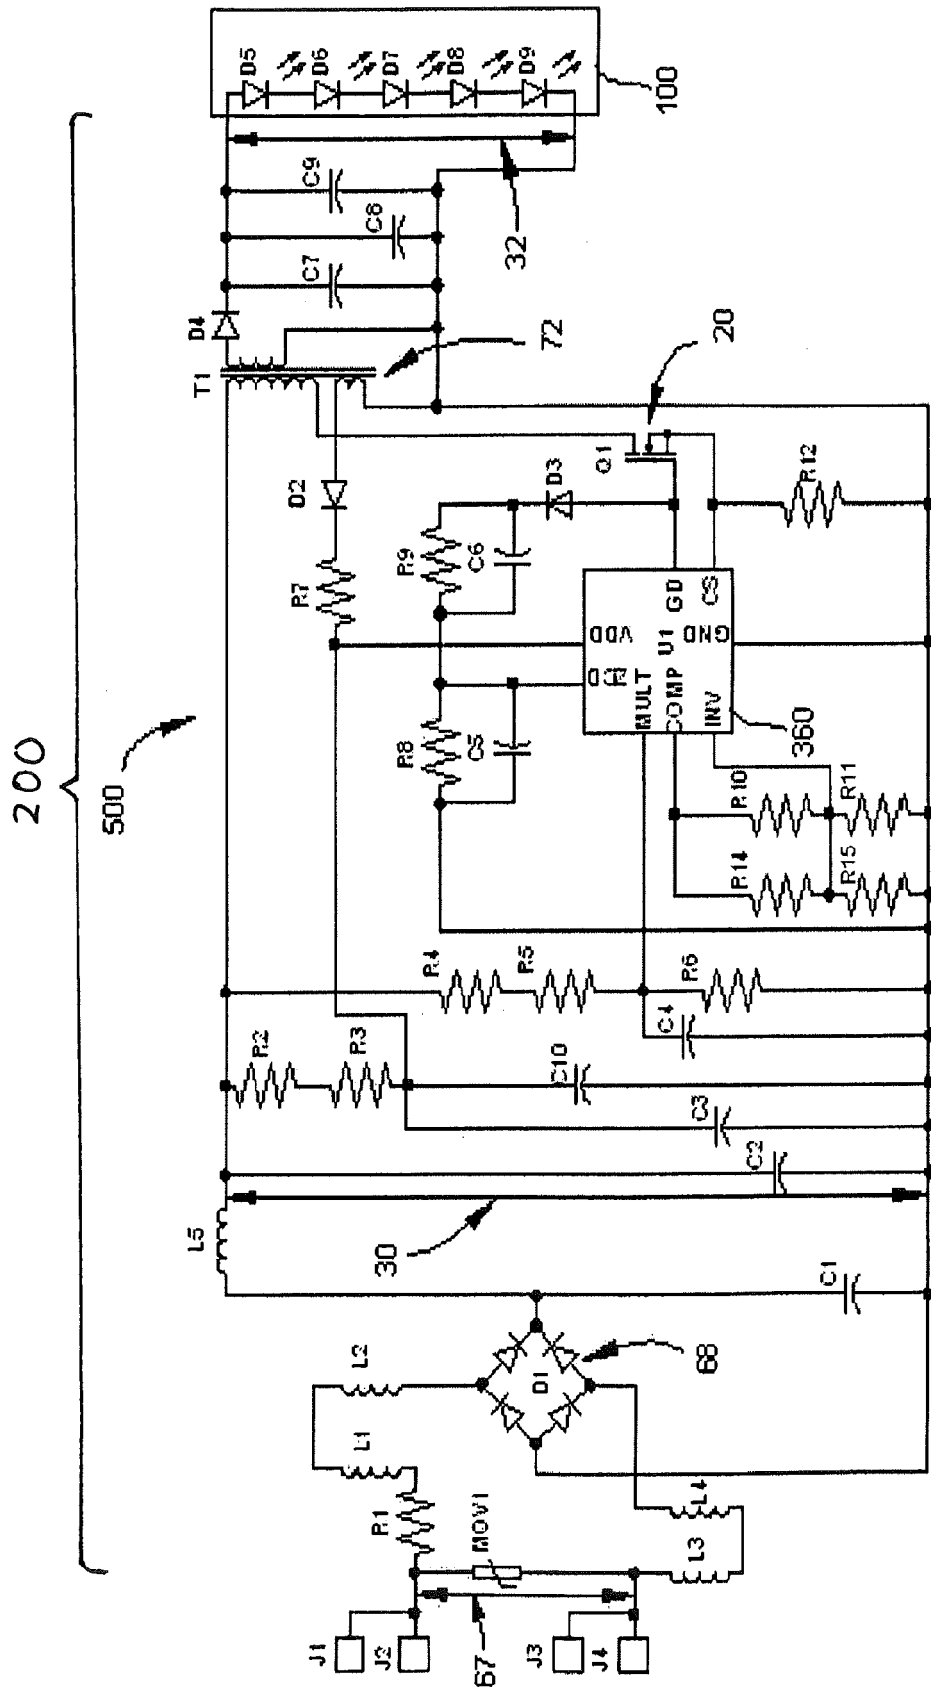 200
500
J1
J2
J3
J4
67
R1
MOV1
L1
L2
L3
L4
D1
68
C1
L5
30
C2
C3
C10
R2
R3
C4
R4
R5
R6
R14
R15
R10
R11
R8
C5
R9
C6
MULT
COMP
INV
VDD
U1
GND
GD
CS
360
R7
D2
D3
Q1
R12
20
T1
72
D4
C7
C8
C9
32
D5
D6
D7
D8
D9
100